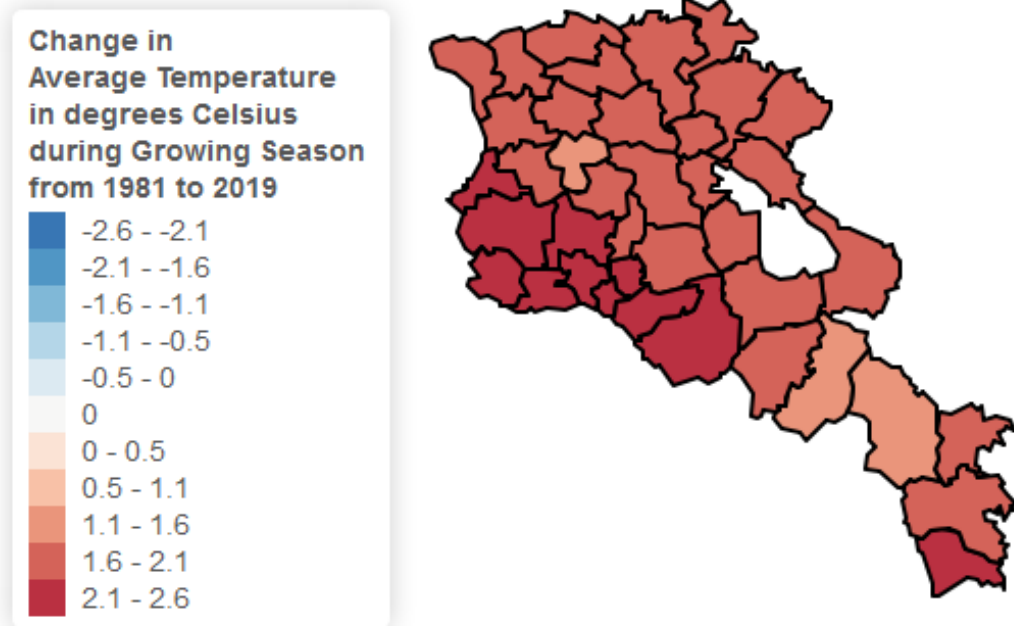 Change in
Average Temperature
in degrees Celsius
during Growing Season
from 1981 to 2019
-2.6 - -2.1
-2.1 - -1.6
-1.6 - -1.1
-1.1 - -0.5
-0.5 - 0
0
0 - 0.5
0.5 - 1.1
1.1 - 1.6
1.6 - 2.1
2.1 - 2.6